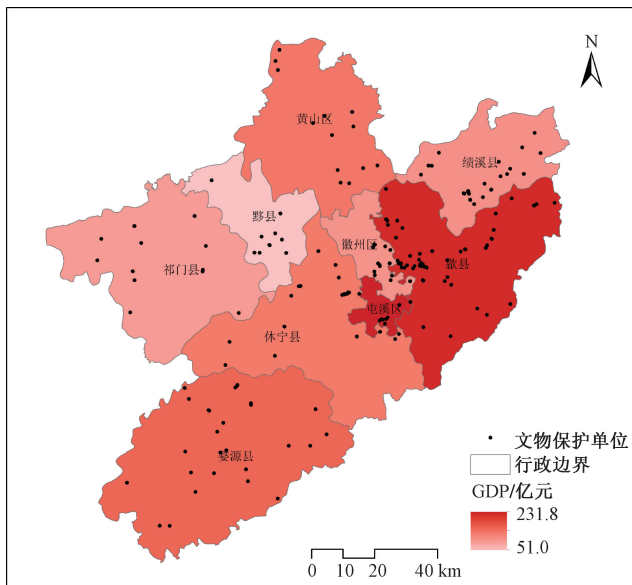 N
黄山区
绩溪县
黟县
徽州区
歙县
祁门县
屯溪区
休宁县
婺源县
文物保护单位
行政边界
GDP/亿元
231.8
51.0
0 10 20 40 km